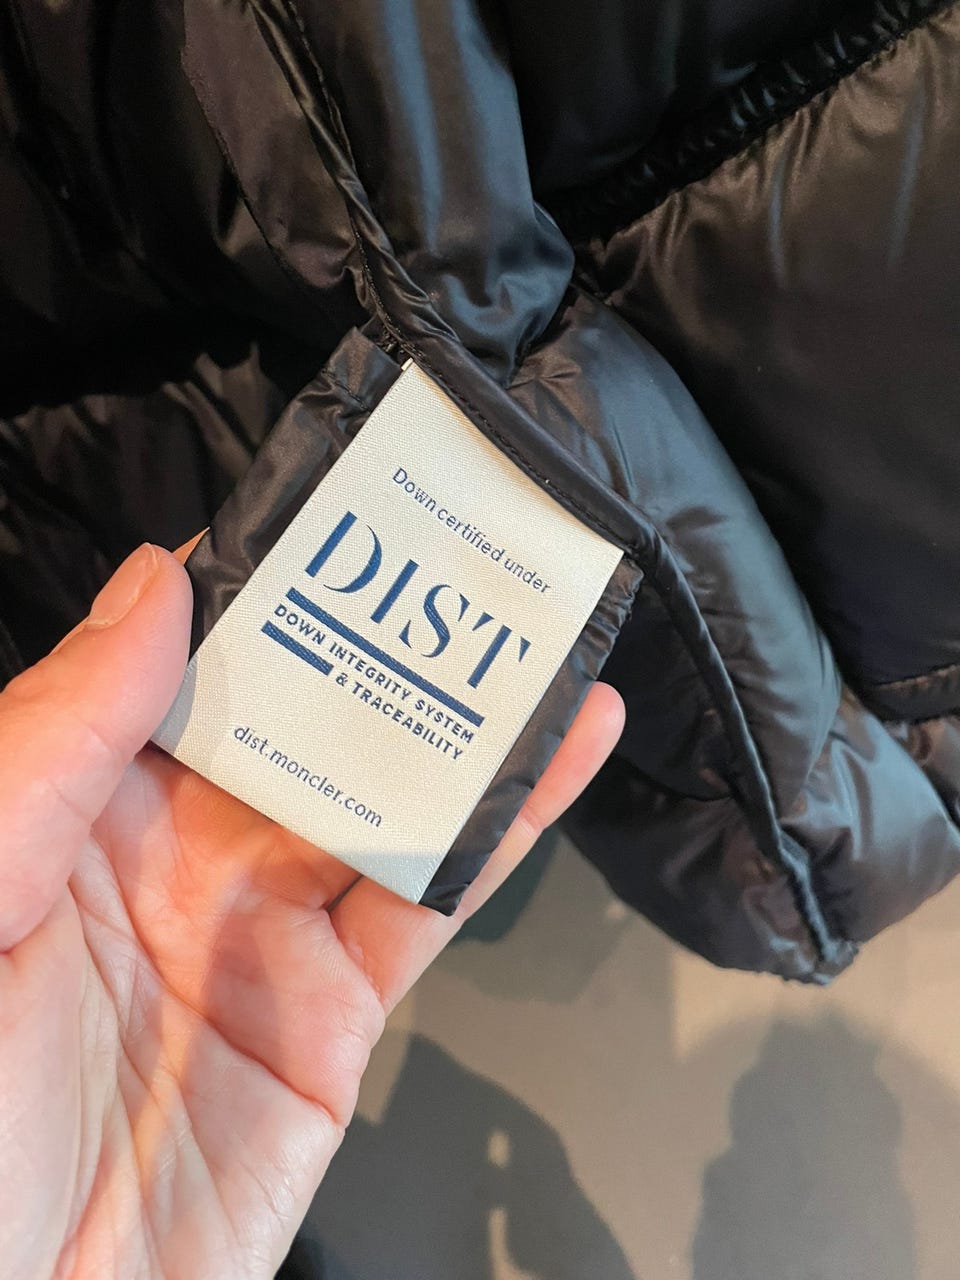 Down certified under
DIST
DOWN INTEGRITY SYSTEM
& TRACEABILITY
dist.moncler.com